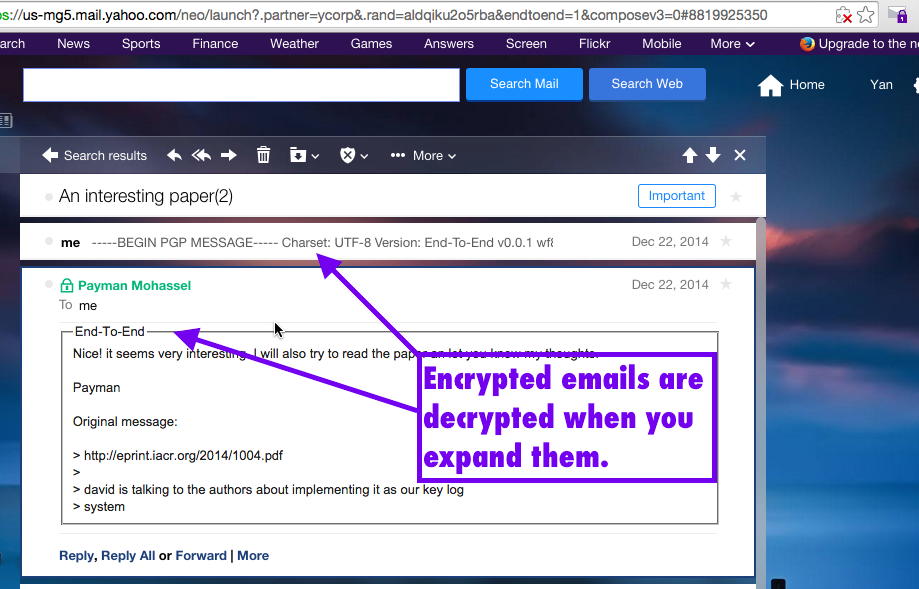 ps://us-mg5.mail.yahoo.com/neo/launch?.partner=ycorp&.rand=aldqiku2o5rba&endtoend=1&composev3=0#8819925350
arch News Sports Finance Weather Games Answers Screen Flickr Mobile More Upgrade to the ne
Search Mail Search Web Home Yan
Search results More
An interesting paper(2) Important
me -----BEGIN PGP MESSAGE----- Charset: UTF-8 Version: End-To-End v0.0.1 wf8 Dec 22, 2014
Payman Mohassel Dec 22, 2014
To me
End-To-End
Nice! it seems very interesting. I will also try to read the paper an let you know my thoughts.
Payman
Original message:
> http://eprint.iacr.org/2014/1004.pdf
>
> david is talking to the authors about implementing it as our key log
> system
Encrypted emails are
decrypted when you
expand them.
Reply, Reply All or Forward | More